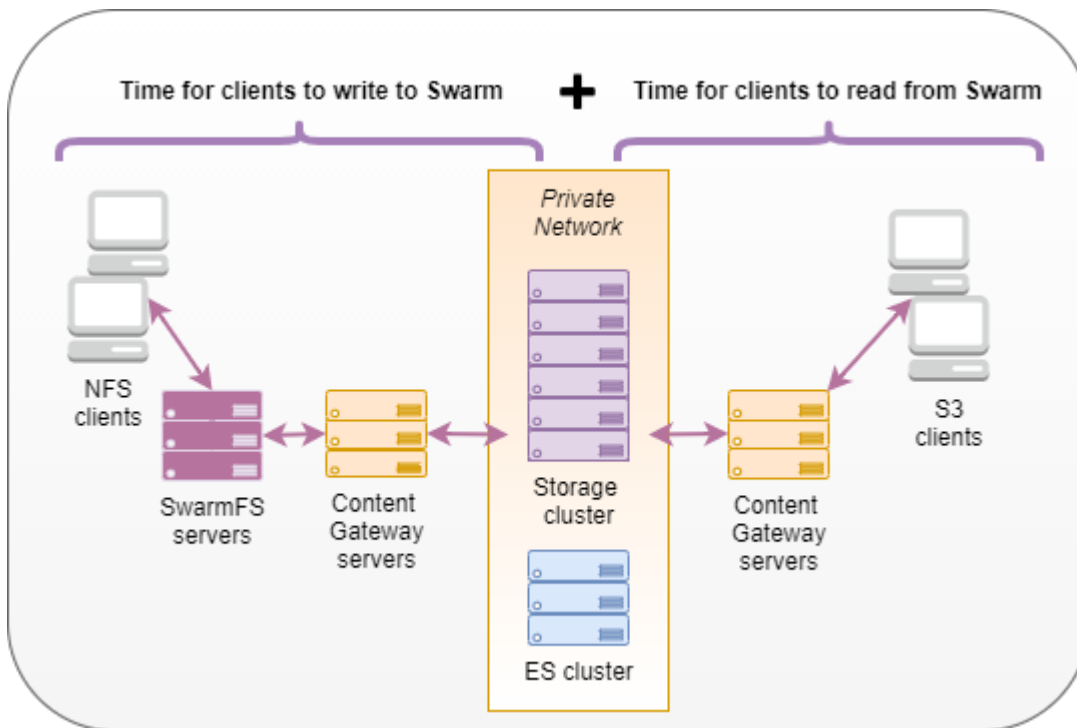 Time for clients to write to Swarm
+
Time for clients to read from Swarm
Private
Network
NFS
clients
SwarmFS
servers
Content
Gateway
servers
Storage
cluster
ES cluster
Content
Gateway
servers
S3
clients